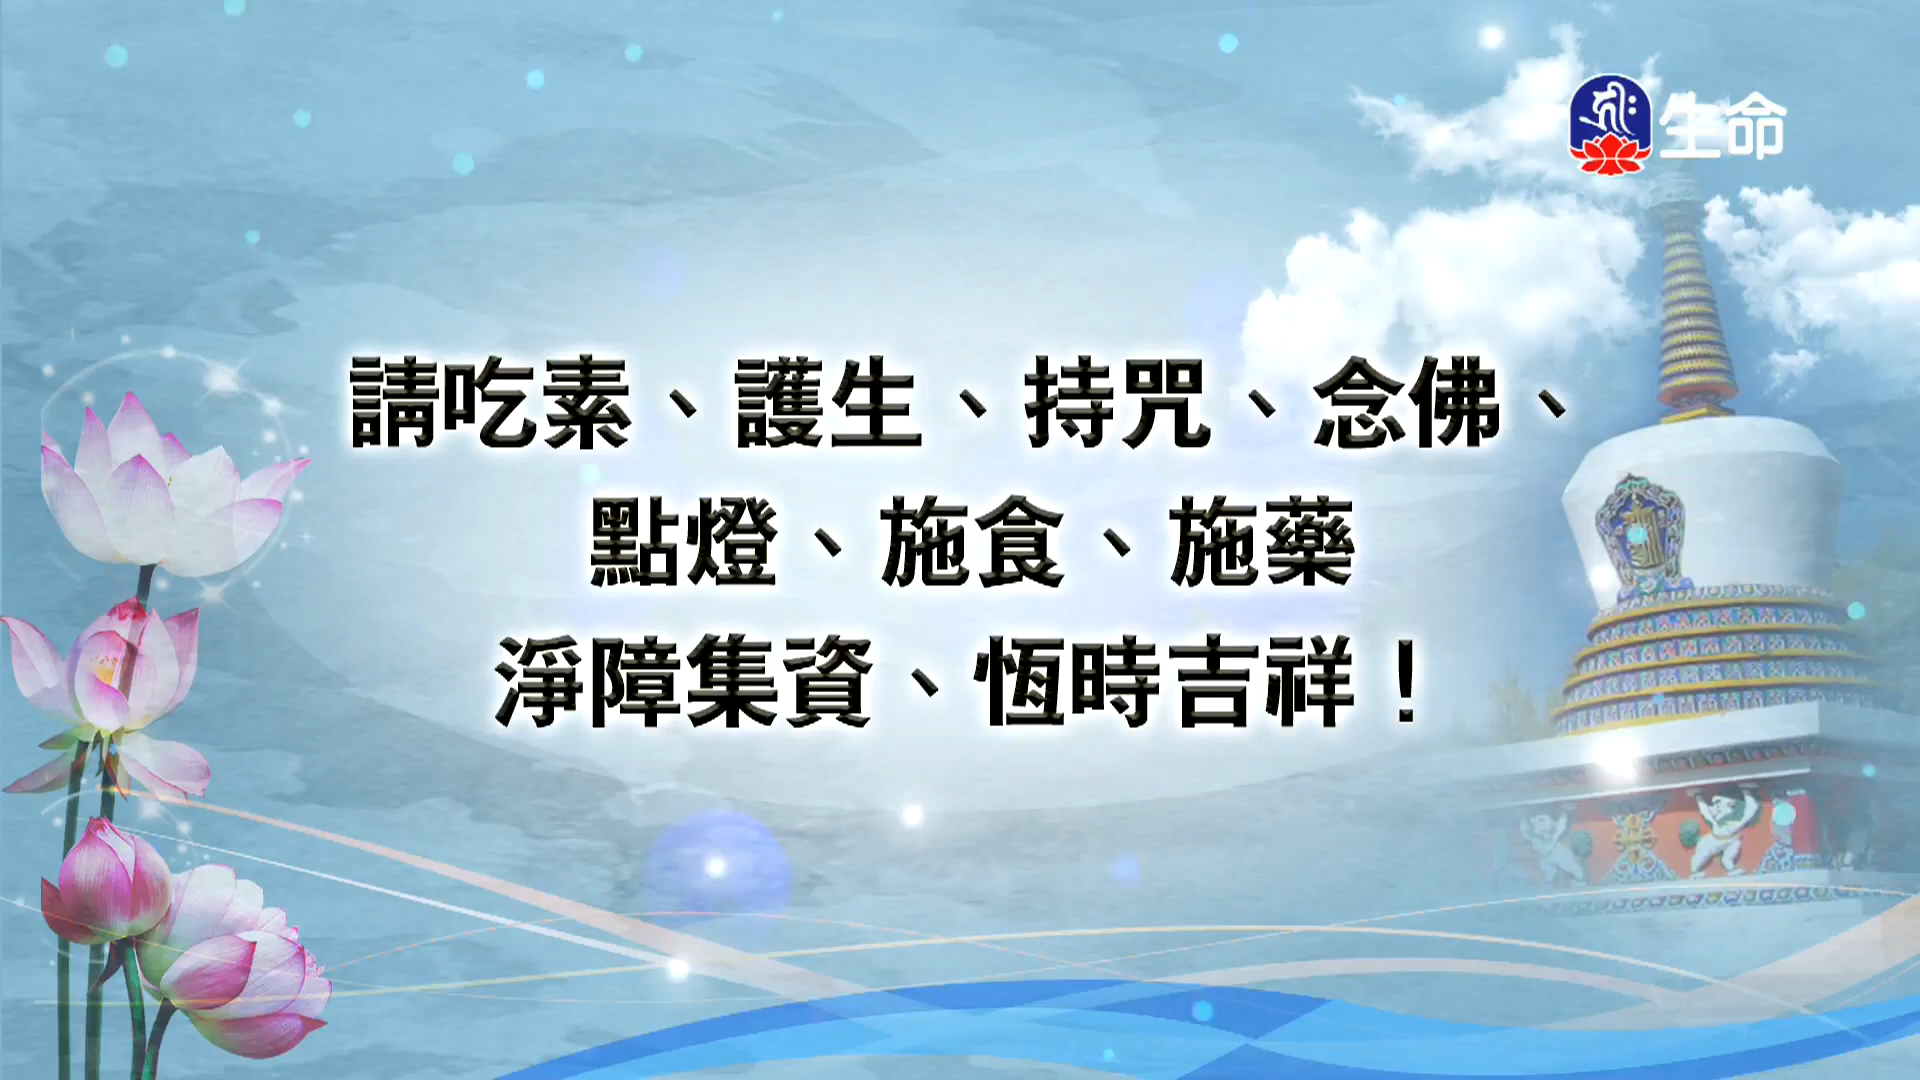 生命
請吃素、護生、持咒、念佛、
點燈、施食、施藥
淨障集資、恆時吉祥！